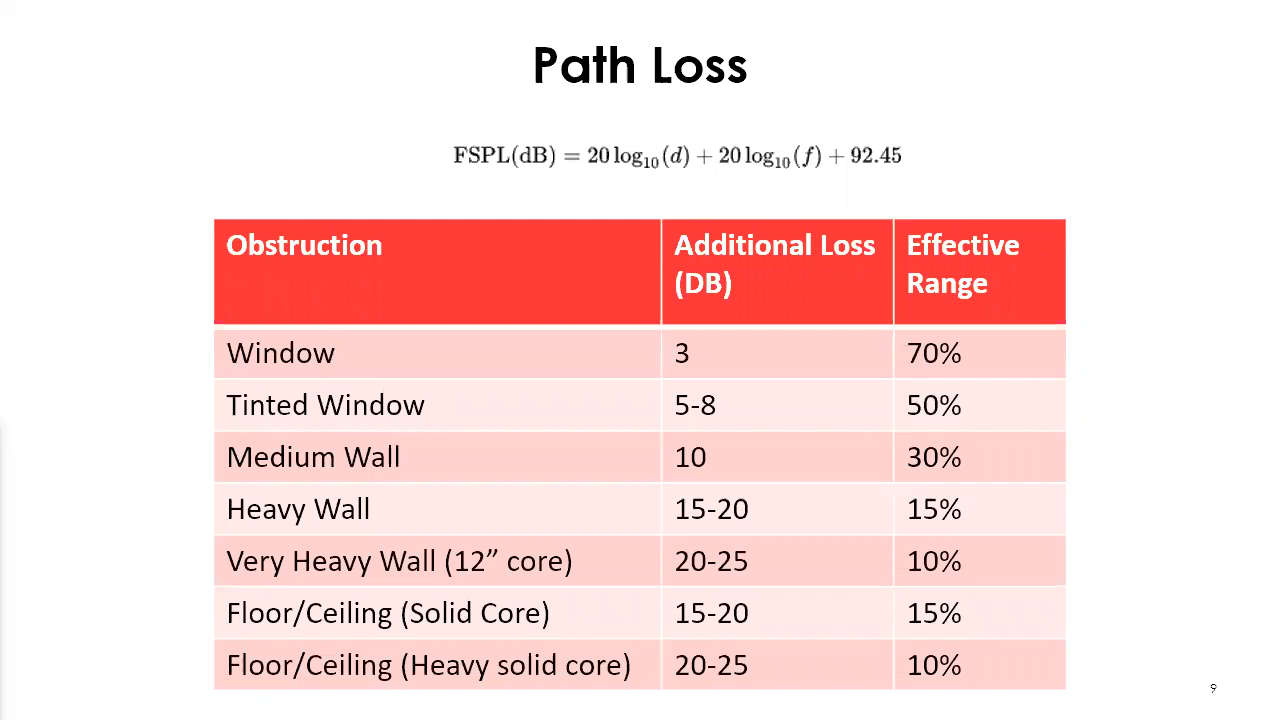 Path Loss
FSPL(dB) = 20 log₁₀(d) + 20 log₁₀(f) + 92.45
Obstruction Additional Loss (DB) Effective Range
Window 3 70%
Tinted Window 5-8 50%
Medium Wall 10 30%
Heavy Wall 15-20 15%
Very Heavy Wall (12” core) 20-25 10%
Floor/Ceiling (Solid Core) 15-20 15%
Floor/Ceiling (Heavy solid core) 20-25 10%
9